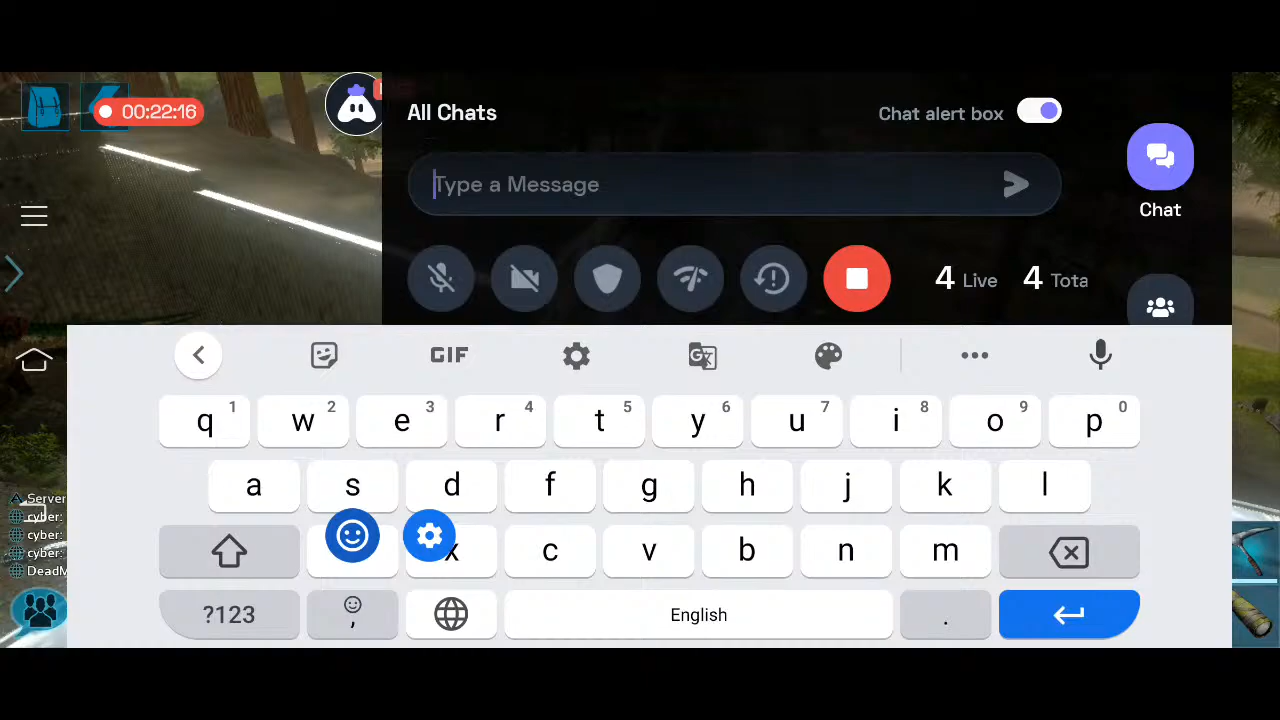 00:22:16
All Chats
Chat alert box
Type a Message
Chat
4 Live 4 Tota
GIF
q 1 w 2 e 3 r 4 t 5 y 6 u 7 i 8 o 9 p 0
a s d f g h j k l
x c v b n m
?123 , English .
Server
cyber:
cyber:
cyber:
DeadM